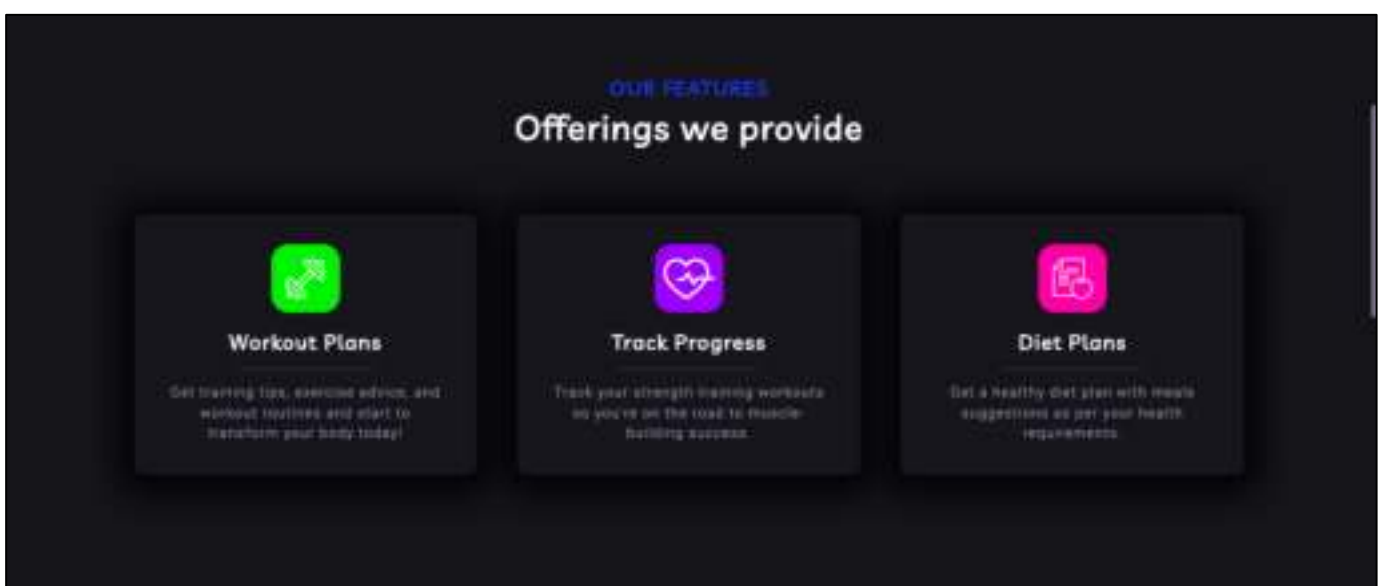 OUR FEATURES
Offerings we provide
Workout Plans
Get training tips, exercise advice, and
workout routines and start to
transform your body today!
Track Progress
Track your strength training workouts
so you're on the road to muscle-
building success.
Diet Plans
Get a healthy diet plan with meals
suggestions as per your health
requirements.